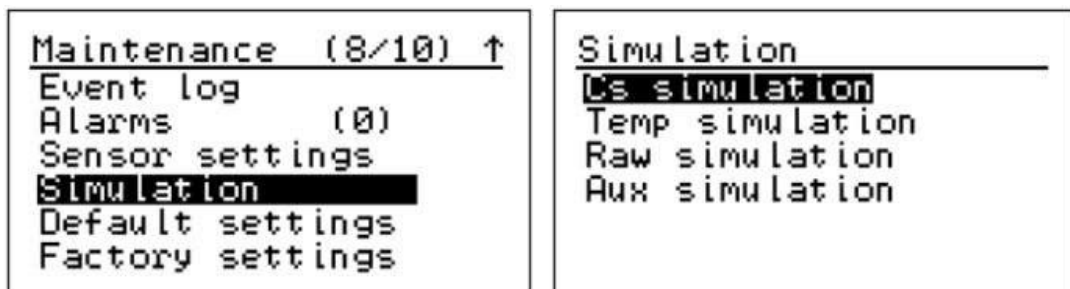 Maintenance (8/10) ↑
Event log
Alarms (0)
Sensor settings
Simulation
Default settings
Factory settings
Simulation
Cs simulation
Temp simulation
Raw simulation
Aux simulation